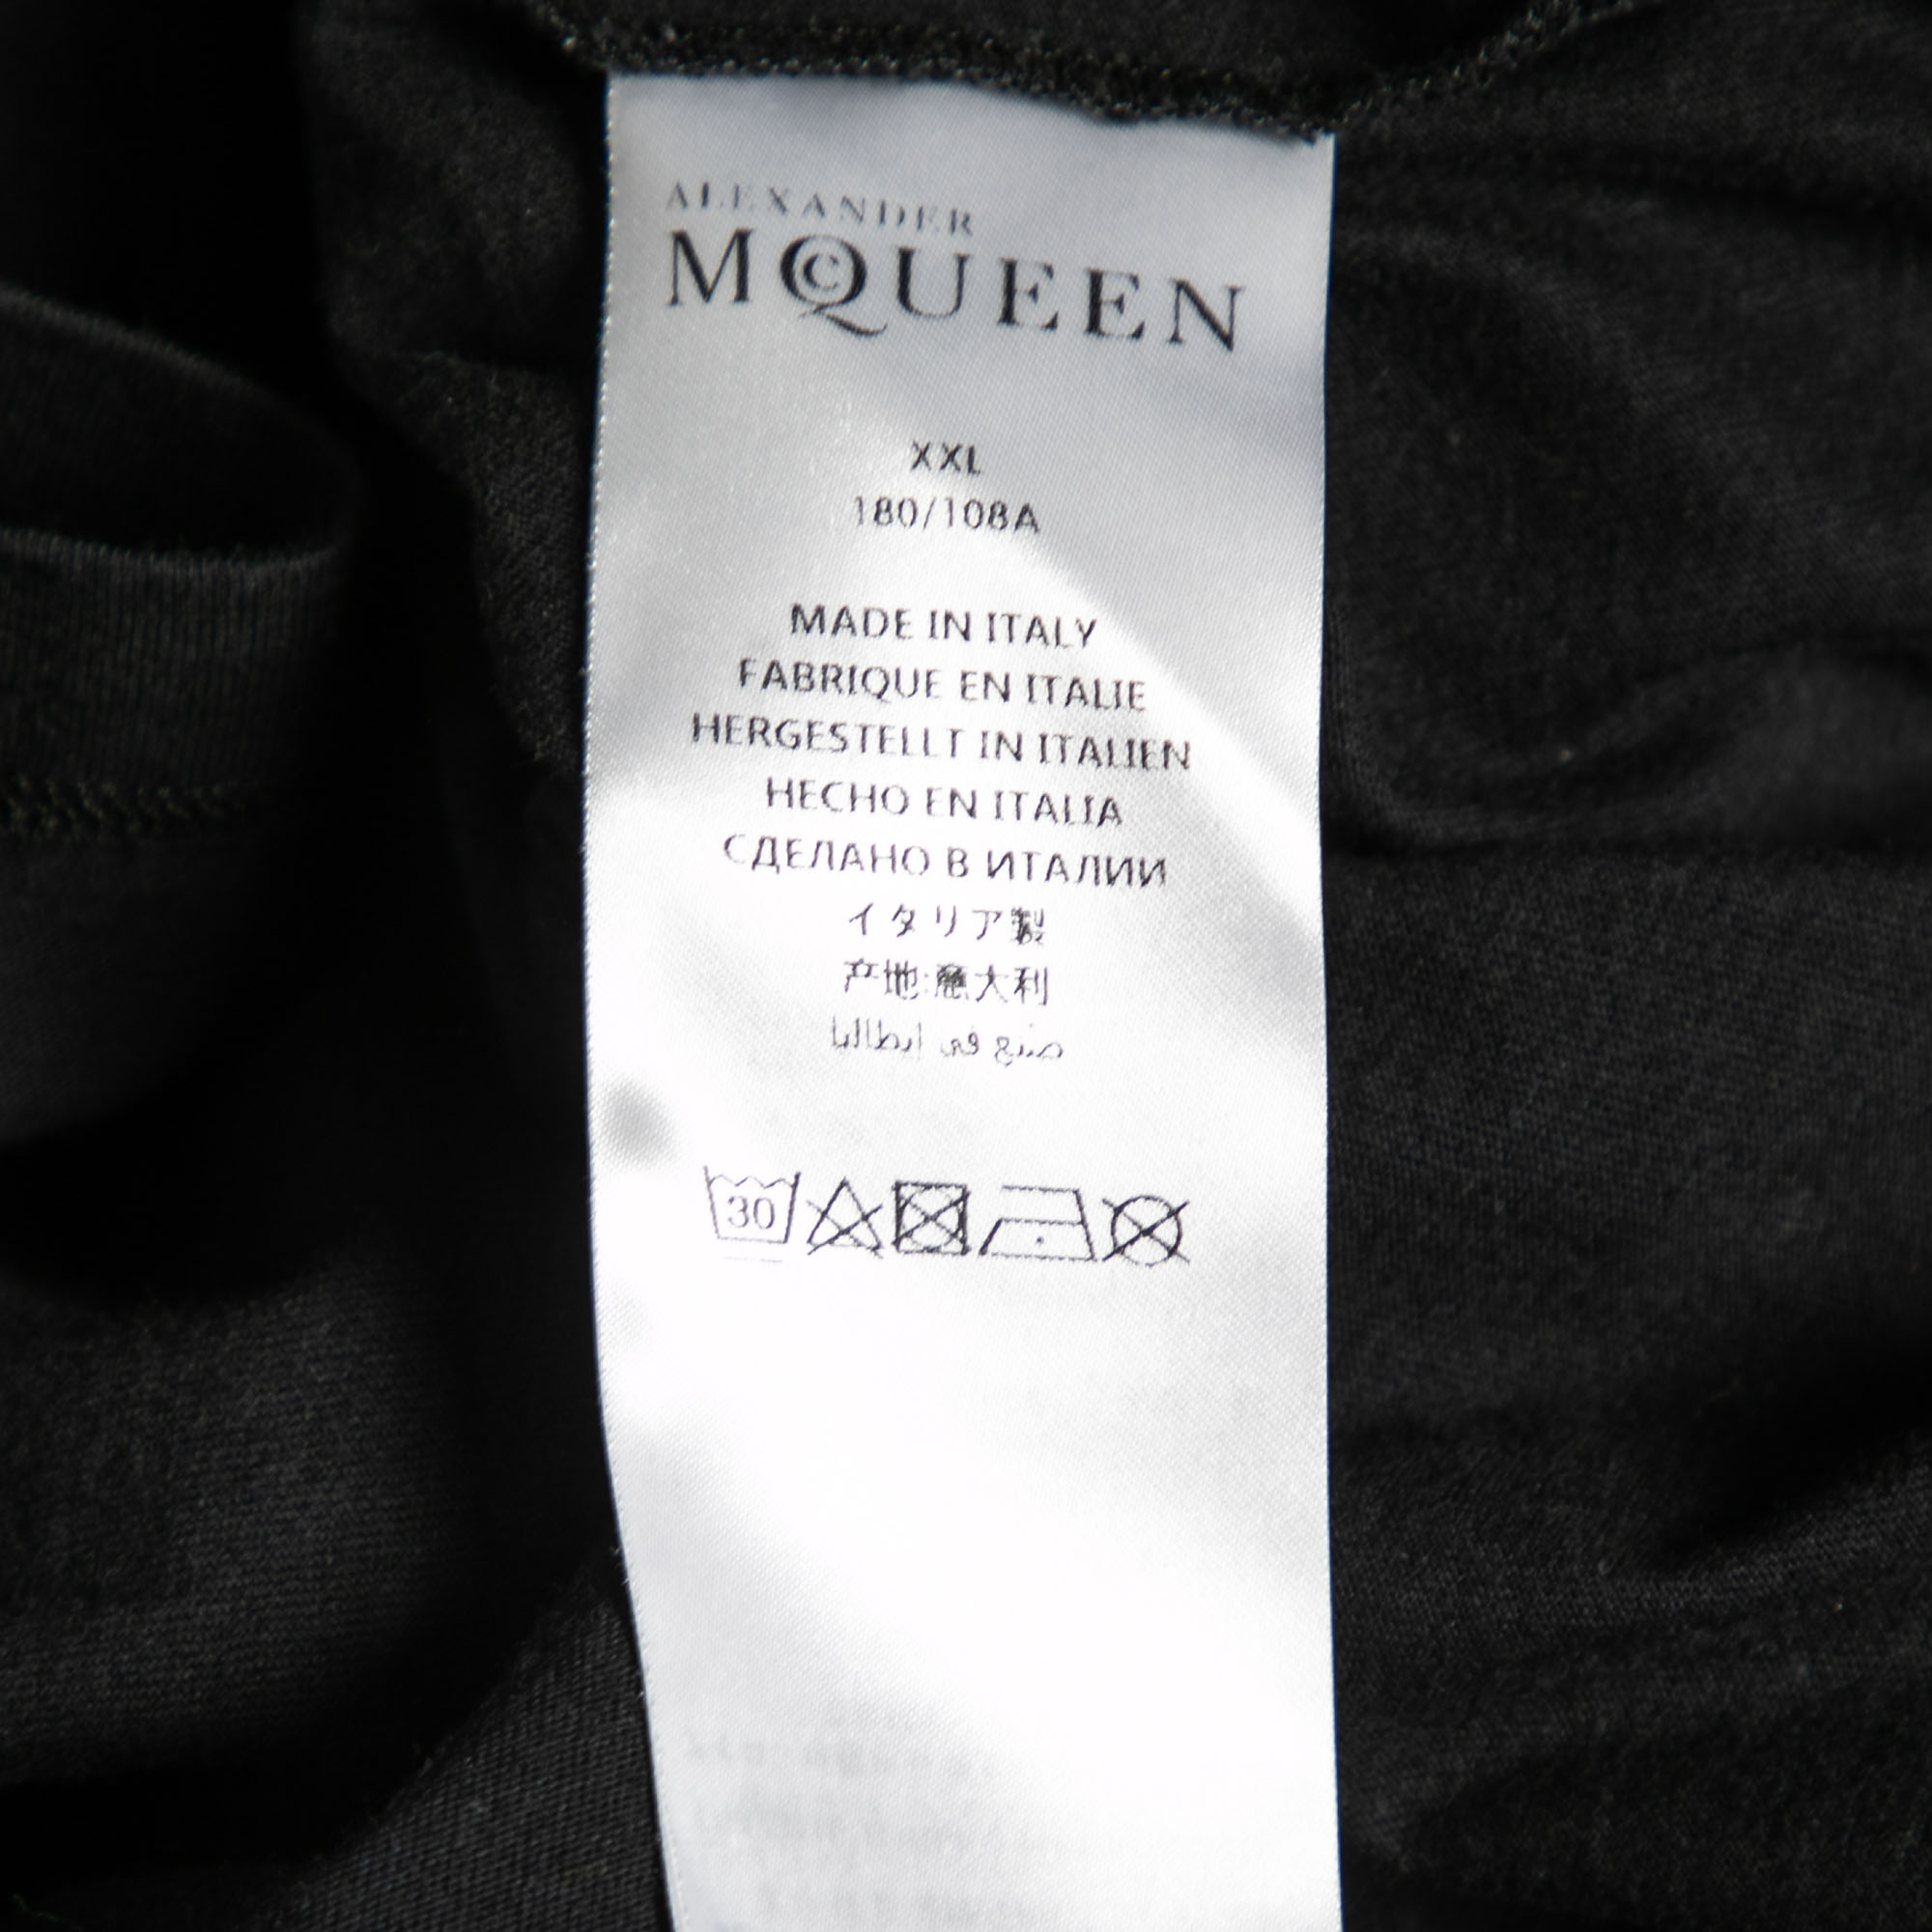 ALEXANDER
McQUEEN
XXL
180/108A
MADE IN ITALY
FABRIQUE EN ITALIE
HERGESTELLT IN ITALIEN
HECHO EN ITALIA
СДЕЛАНО В ИТАЛИИ
イタリア製
产地:意大利
صنع في إيطاليا
30